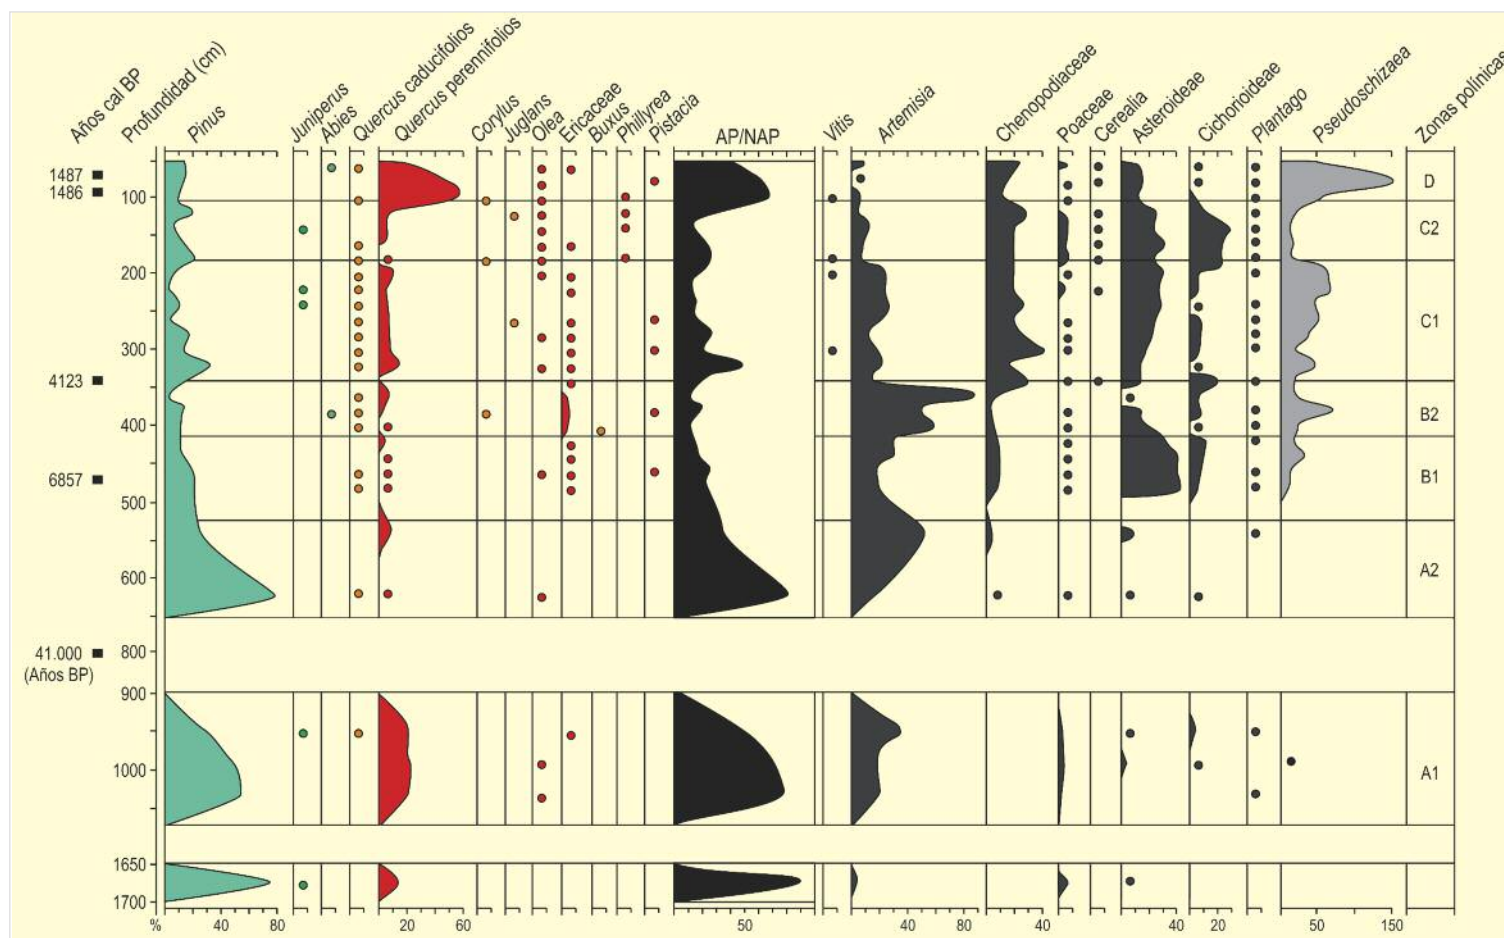 Años cal BP
Profundidad (cm)
Pinus
Juniperus
Abies
Quercus caducifolios
Quercus perennifolios
Corylus
Juglans
Olea
Ericaceae
Buxus
Phillyrea
Pistacia
AP/NAP
Vitis
Artemisia
Chenopodiaceae
Poaceae
Cerealia
Asteroideae
Cichorioideae
Plantago
Pseudoschizaea
Zonas polínicas
1487
1486
100
D
C2
200
C1
300
4123
400
B2
6857
B1
500
600
A2
41.000
(Años BP)
800
900
1000
A1
1650
1700
% 40 80 20 60 50 40 80 40 20 50 150